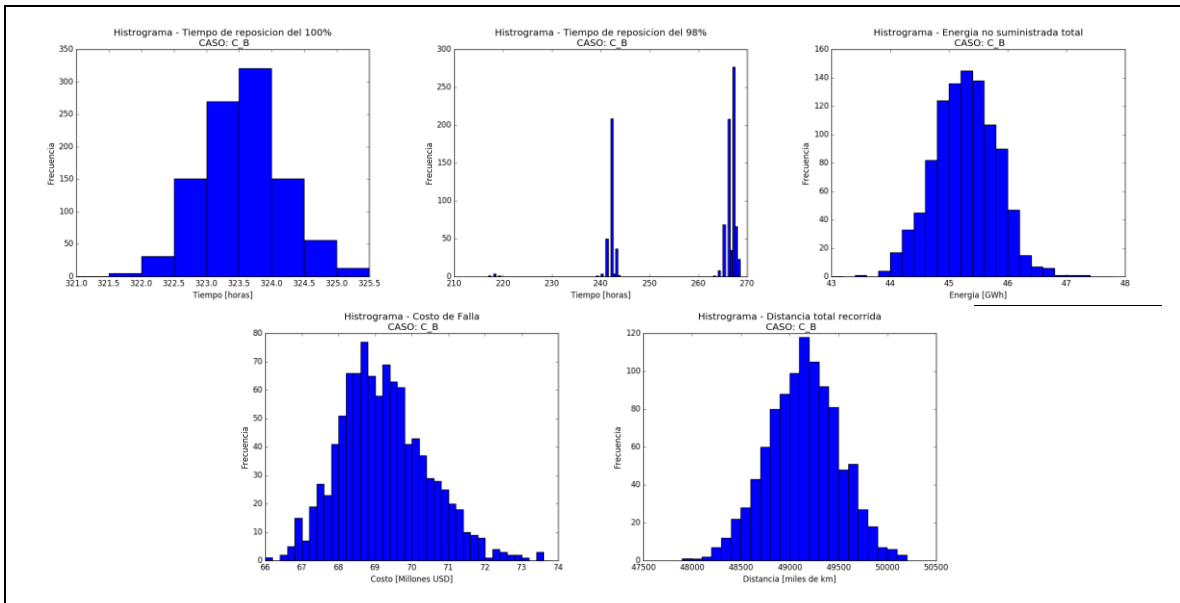 Histrograma - Tiempo de reposicion del 100%
CASO: C_B
350
300
250
200
150
100
50
0
Frecuencia
321.0 321.5 322.0 322.5 323.0 323.5 324.0 324.5 325.0 325.5
Tiempo [horas]
Histrograma - Tiempo de reposicion del 98%
CASO: C_B
300
250
200
150
100
50
0
Frecuencia
210 220 230 240 250 260 270
Tiempo [horas]
Histrograma - Energia no suministrada total
CASO: C_B
160
140
120
100
80
60
40
20
0
Frecuencia
43 44 45 46 47 48
Energia [GWh]
Histrograma - Costo de Falla
CASO: C_B
80
70
60
50
40
30
20
10
0
Frecuencia
66 67 68 69 70 71 72 73 74
Costo [Millones USD]
Histrograma - Distancia total recorrida
CASO: C_B
120
100
80
60
40
20
0
Frecuencia
47500 48000 48500 49000 49500 50000 50500
Distancia [miles de km]